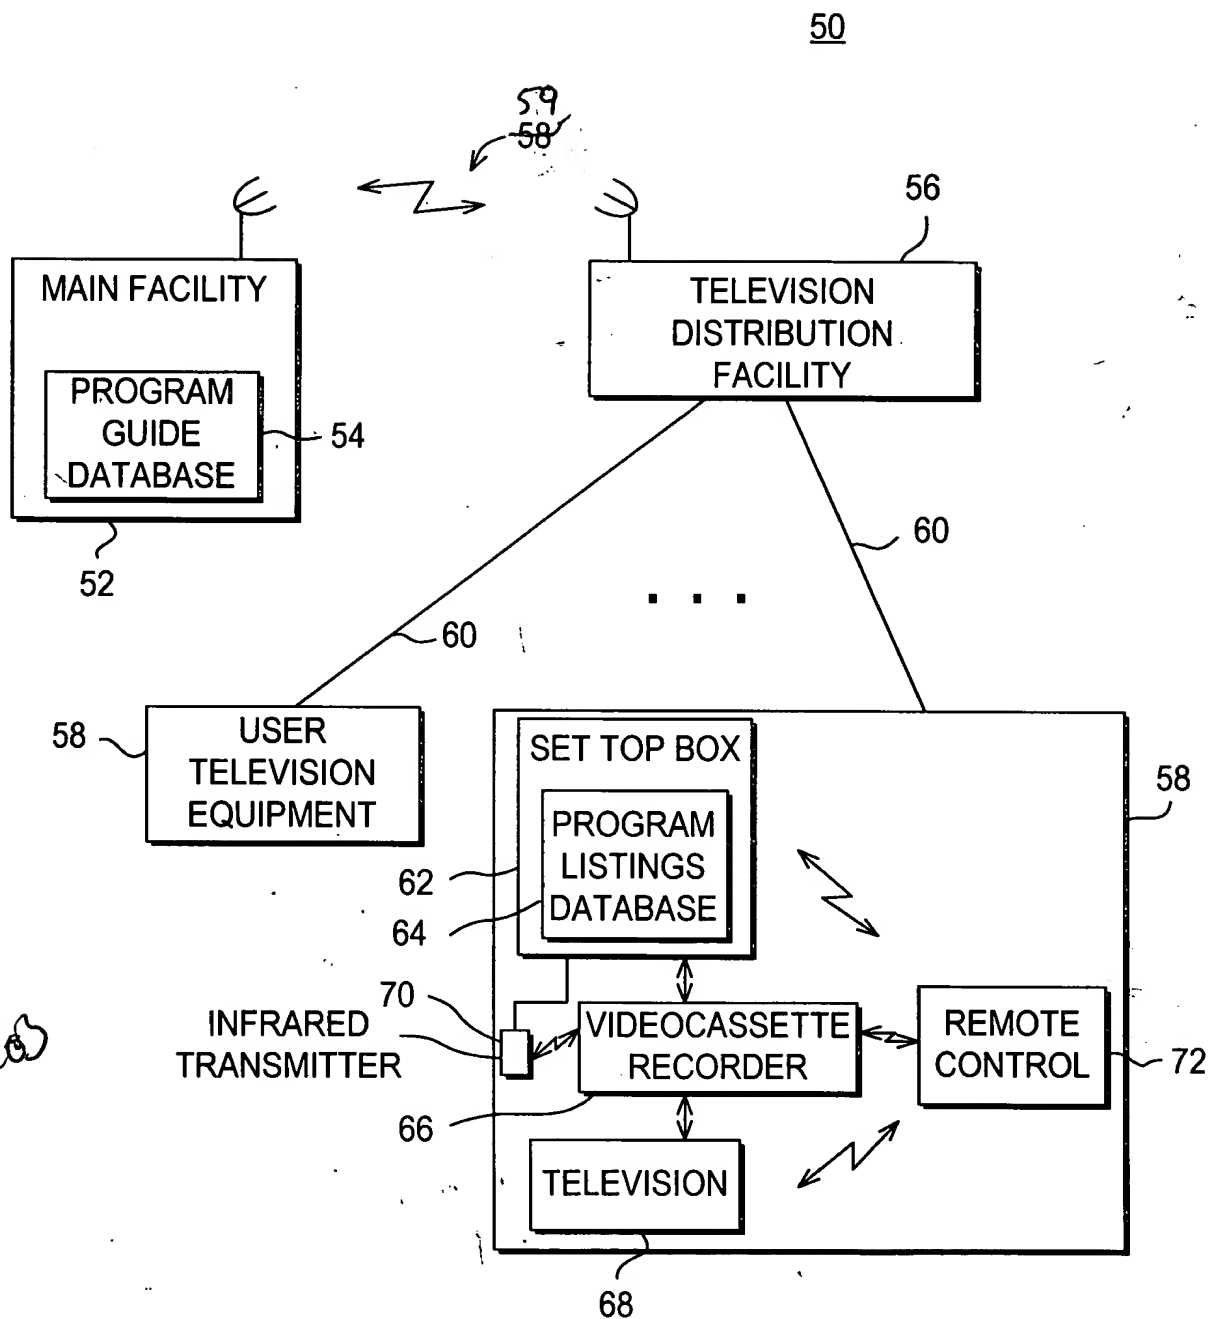 50
59
58
56
MAIN FACILITY
TELEVISION
DISTRIBUTION
FACILITY
PROGRAM
GUIDE
DATABASE
54
52
60
60
58
USER
TELEVISION
EQUIPMENT
SET TOP BOX
58
PROGRAM
LISTINGS
DATABASE
62
64
70
INFRARED
TRANSMITTER
VIDEOCASSETTE
RECORDER
REMOTE
CONTROL
72
66
TELEVISION
68